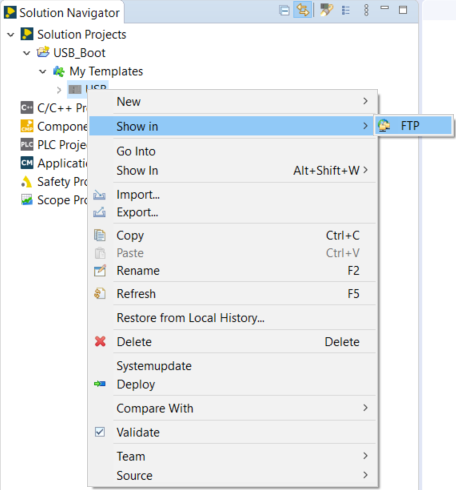 Solution Navigator
Solution Projects
USB_Boot
My Templates
USB
C/C++ Pr
Compone
PLC Proje
Applicatio
Safety Pro
Scope Pro
New
Show in
FTP
Go Into
Show In Alt+Shift+W
Import...
Export...
Copy Ctrl+C
Paste Ctrl+V
Rename F2
Refresh F5
Restore from Local History...
Delete Delete
Systemupdate
Deploy
Compare With
Validate
Team
Source